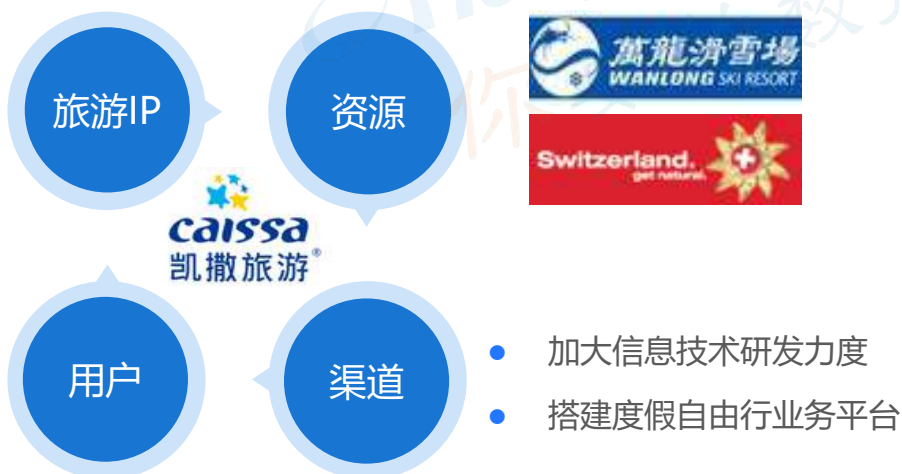 旅游IP
资源
萬龍滑雪場
WANLONG SKI RESORT
Switzerland.
get natural.
caissa
凯撒旅游®
用户
渠道
● 加大信息技术研发力度
● 搭建度假自由行业务平台